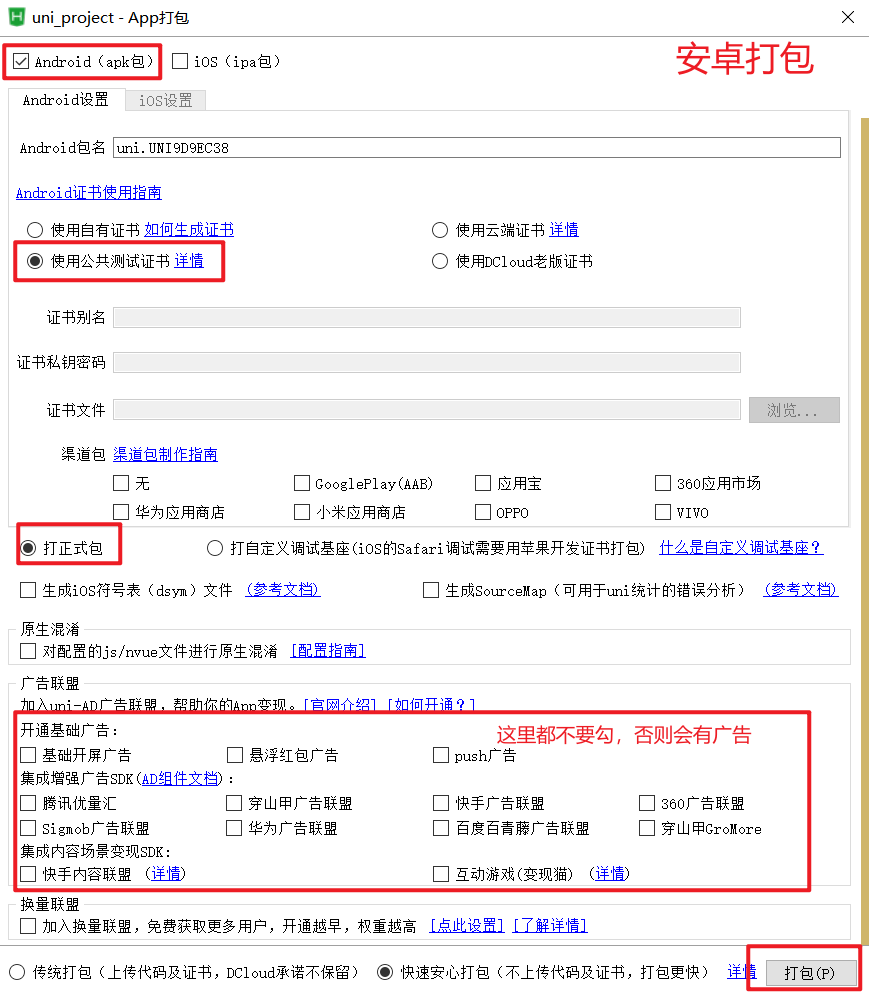 uni_project - App打包
Android（apk包） iOS（ipa包） 安卓打包
Android设置 iOS设置
Android包名 uni.UNI9D9EC38
Android证书使用指南
使用自有证书 如何生成证书 使用云端证书 详情
使用公共测试证书 详情 使用DCloud老版证书
证书别名
证书私钥密码
证书文件 浏览...
渠道包 渠道包制作指南
无 GooglePlay(AAB) 应用宝 360应用市场
华为应用商店 小米应用商店 OPPO VIVO
打正式包 打自定义调试基座(iOS的Safari调试需要用苹果开发证书打包) 什么是自定义调试基座？
生成iOS符号表（dsym）文件 （参考文档） 生成SourceMap（可用于uni统计的错误分析） （参考文档）
原生混淆
对配置的js/nvue文件进行原生混淆 [配置指南]
广告联盟
加入uni-AD广告联盟，帮助你的App变现。[官网介绍] [如何开通？]
开通基础广告： 这里都不要勾，否则会有广告
基础开屏广告 悬浮红包广告 push广告
集成增强广告SDK(AD组件文档)：
腾讯优量汇 穿山甲广告联盟 快手广告联盟 360广告联盟
Sigmob广告联盟 华为广告联盟 百度百青藤广告联盟 穿山甲GroMore
集成内容场景变现SDK:
快手内容联盟 （详情） 互动游戏(变现猫) （详情）
换量联盟
加入换量联盟，免费获取更多用户，开通越早，权重越高 [点此设置] [了解详情]
传统打包（上传代码及证书，DCloud承诺不保留） 快速安心打包（不上传代码及证书，打包更快） 详情 打包(P)